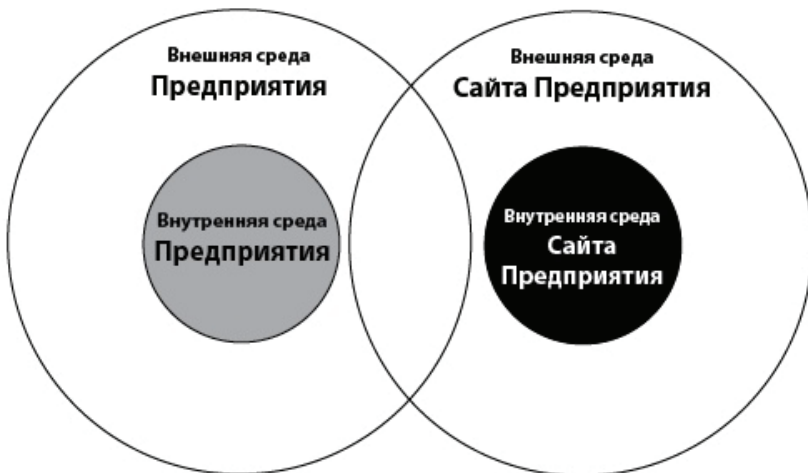 Внешняя среда
Предприятия
Внешняя среда
Сайта Предприятия
Внутренняя среда
Предприятия
Внутренняя среда
Сайта
Предприятия